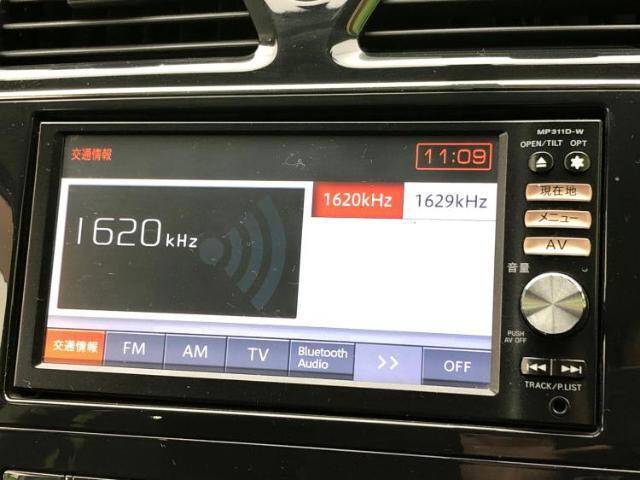 MP311D-W
OPEN/TILT OPT
交通情報
11:09
現在地
1620kHz 1629kHz
メニュー
1620kHz
AV
音量
PUSH
AV OFF
交通情報 FM AM TV Bluetooth Audio >> OFF
TRACK/P.LIST